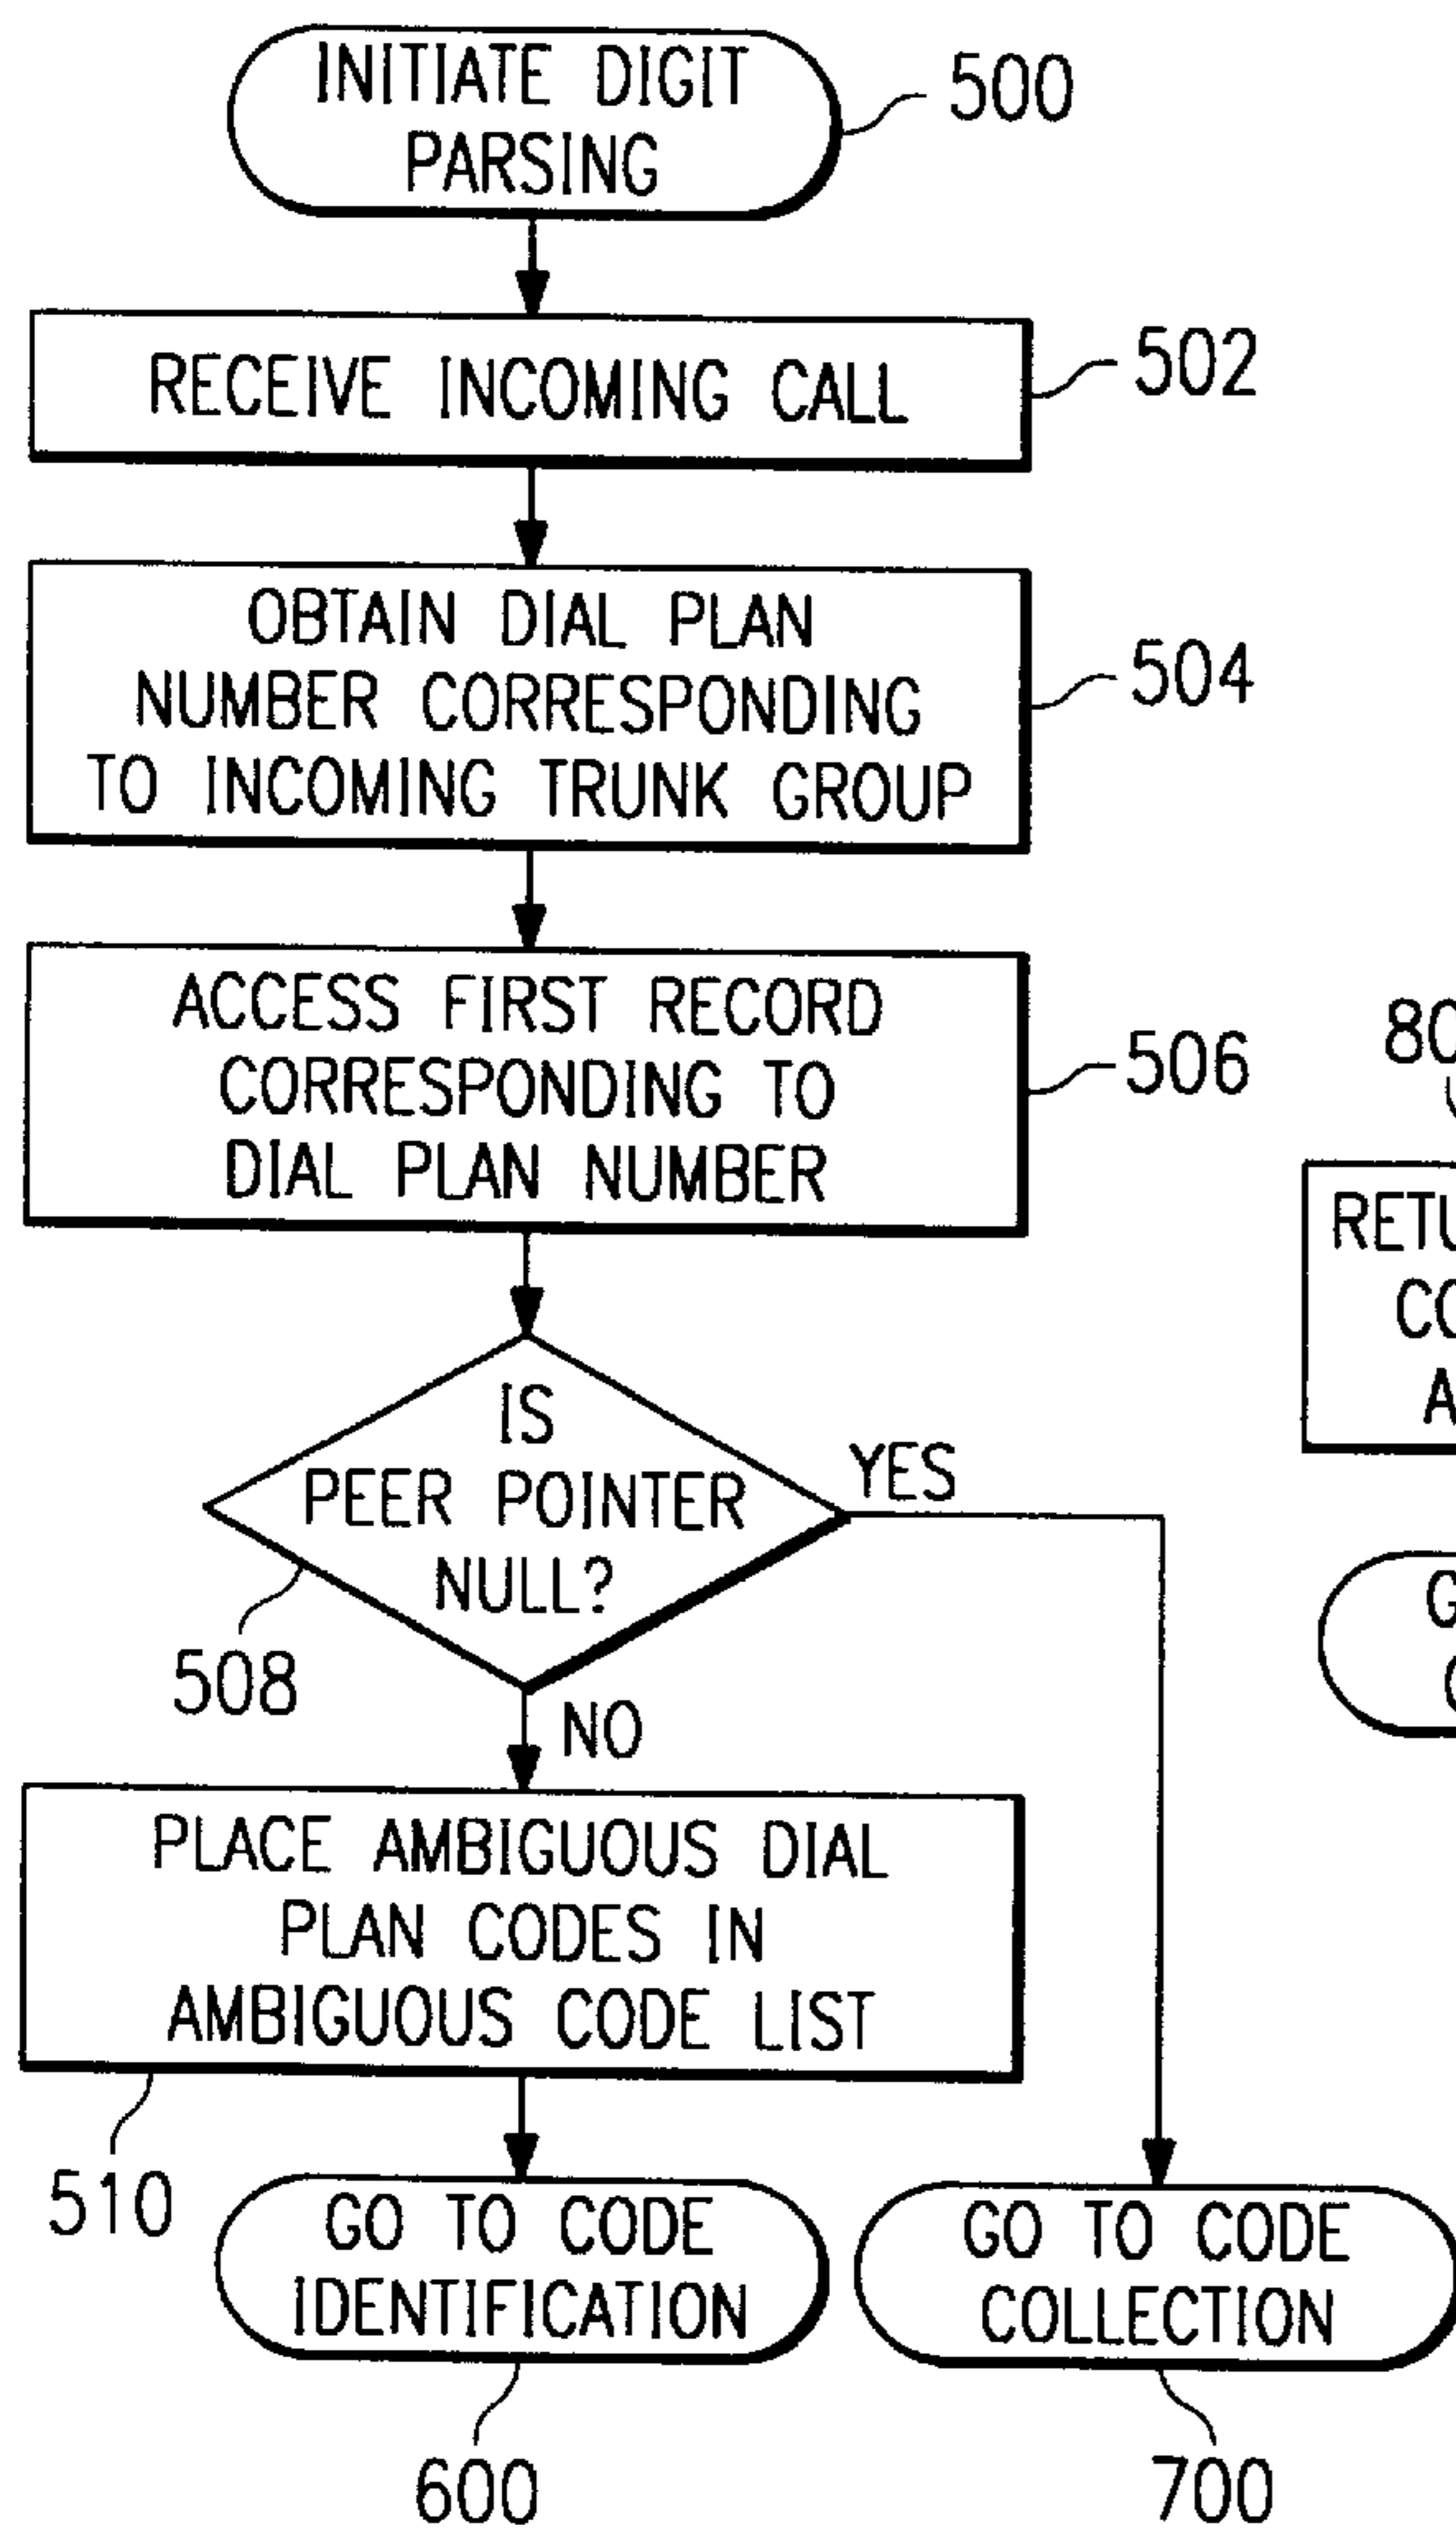 INITIATE DIGIT
PARSING
500
RECEIVE INCOMING CALL
502
OBTAIN DIAL PLAN
NUMBER CORRESPONDING
TO INCOMING TRUNK GROUP
504
ACCESS FIRST RECORD
CORRESPONDING TO
DIAL PLAN NUMBER
506
IS
PEER POINTER
NULL?
YES
508
NO
PLACE AMBIGUOUS DIAL
PLAN CODES IN
AMBIGUOUS CODE LIST
510
GO TO CODE
IDENTIFICATION
600
GO TO CODE
COLLECTION
700